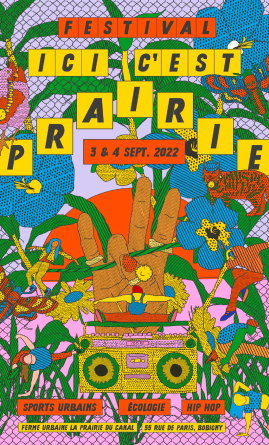 FESTIVAL
ICI C'EST
PRAIRIE
3 & 4 SEPT. 2022
SPORTS URBAINS
ÉCOLOGIE
HIP HOP
FERME URBAINE LA PRAIRIE DU CANAL
55 RUE DE PARIS, BOBIGNY